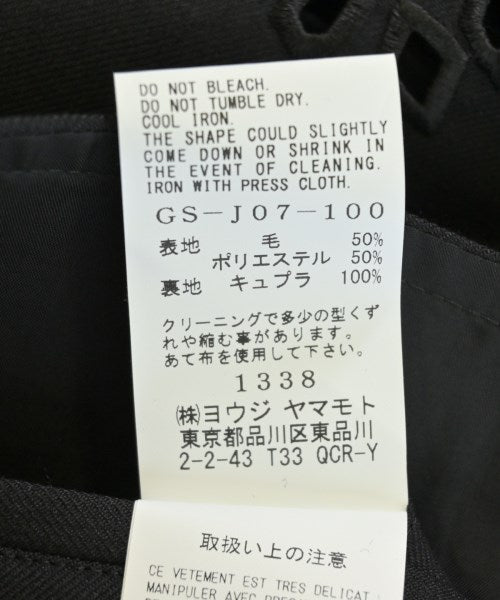 DO NOT BLEACH.
DO NOT TUMBLE DRY.
COOL IRON.
THE SHAPE COULD SLIGHTLY
COME DOWN OR SHRINK IN
THE EVENT OF CLEANING.
IRON WITH PRESS CLOTH.
GS-J07-100
表地 毛 50%
ポリエステル 50%
裏地 キュプラ 100%
クリーニングで多少の型くず
れや縮む事があります。
あて布を使用して下さい。
1338
㈱ヨウジ ヤマモト
東京都品川区東品川
2-2-43 T33 QCR-Y
取扱い上の注意
CE VETEMENT EST TRES DELICAT
MANIPULER AVEC